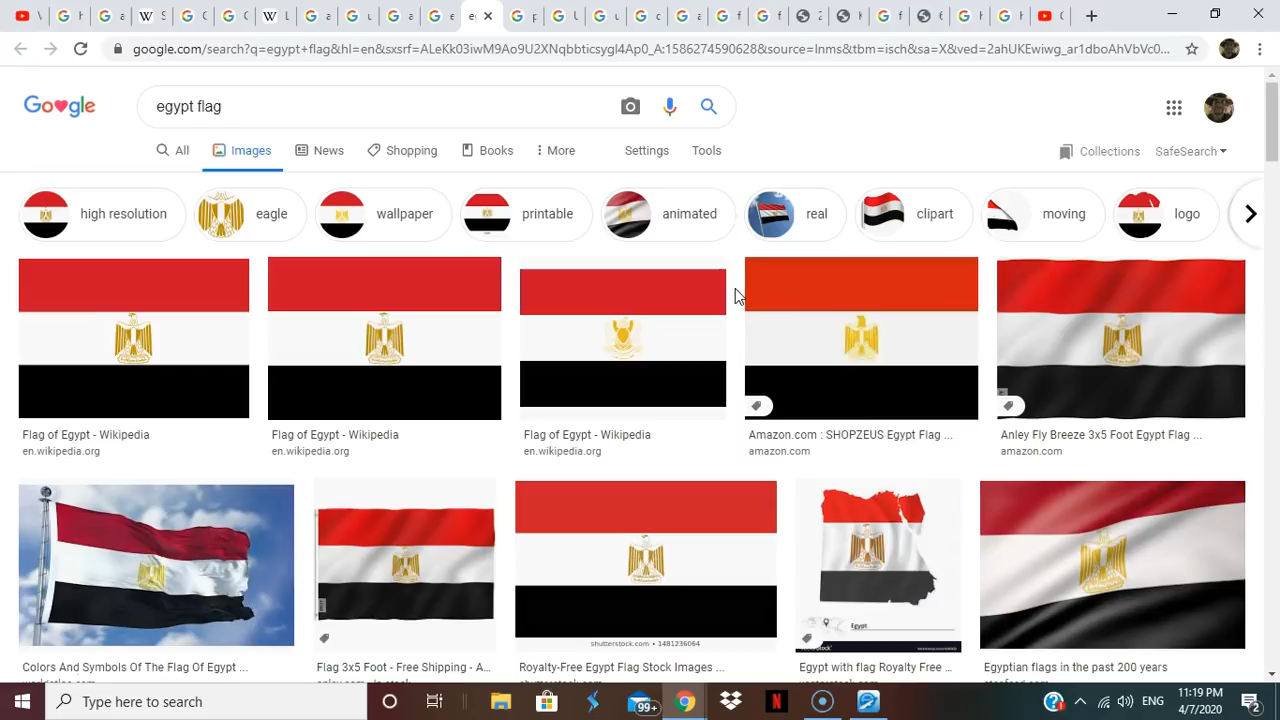 google.com/search?q=egypt+flag&hl=en&sxsrf=ALeKk03iwM9Ao9U2XNqbbticsygl4Ap0_A:1586274590628&source=lnms&tbm=isch&sa=X&ved=2ahUKEwiwg_ar1dboAhVbVc0...
Google
egypt flag
All Images News Shopping Books More Settings Tools Collections SafeSearch
high resolution eagle wallpaper printable animated real clipart moving logo
Flag of Egypt - Wikipedia Flag of Egypt - Wikipedia Flag of Egypt - Wikipedia Amazon.com : SHOPZEUS Egypt Flag ... Anley Fly Breeze 3x5 Foot Egypt Flag ...
en.wikipedia.org en.wikipedia.org en.wikipedia.org amazon.com amazon.com
Egypt
shutterstock.com • 1481236064
Colors And Symbols Of The Flag Of Egypt ... Flag 3x5 Foot - Free Shipping - A... Royalty-Free Egypt Flag Stock Images ... Egypt with flag Royalty Free ... Egyptian flags in the past 200 years
Type here to search
99+
ENG
11:19 PM
4/7/2020
2